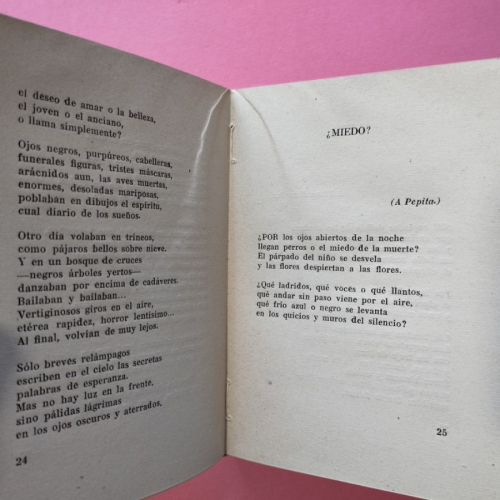 el deseo de amar o la belleza,
el joven o el anciano,
o llama simplemente?
Ojos negros, purpúreos, cabelleras,
funerales figuras, tristes máscaras,
arácnidos aun, las aves muertas,
enormes, desoladas mariposas,
poblaban en dibujos el espíritu,
cual diario de los sueños.
Otro día volaban en trineos,
como pájaros bellos sobre nieve.
Y en un bosque de cruces
—negros árboles yertos—
danzaban por encima de cadáveres.
Bailaban y bailaban...
Vertiginosos giros en el aire,
etérea rapidez, horror lentísimo...
Al final, volvían de muy lejos.
Sólo breves relámpagos
escriben en el cielo las secretas
palabras de esperanza.
Mas no hay luz en la frente.
sino pálidas lágrimas
en los ojos oscuros y aterrados.
24
¿MIEDO?
(A Pepita.)
¿POR los ojos abiertos de la noche
llegan perros o el miedo de la muerte?
El párpado del niño se desvela
y las flores despiertan a las flores.
¿Qué ladridos, qué voces o qué llantos,
qué andar sin paso viene por el aire,
qué frío azul o negro se levanta
en los quicios y muros del silencio?
25